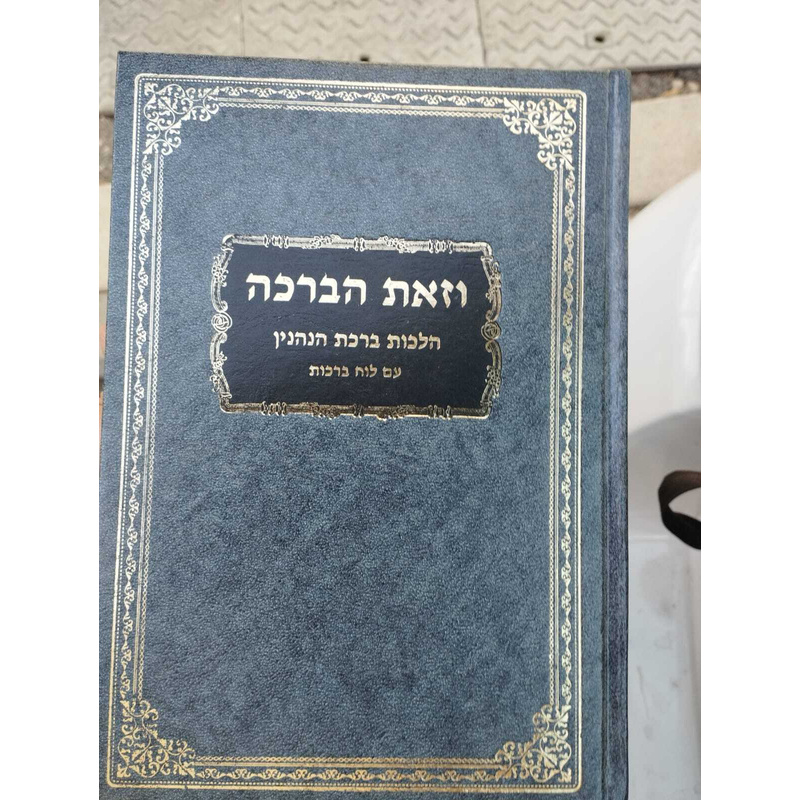 וזאת הברכה
הלכות ברכת הנהנין
עם לוח ברכות